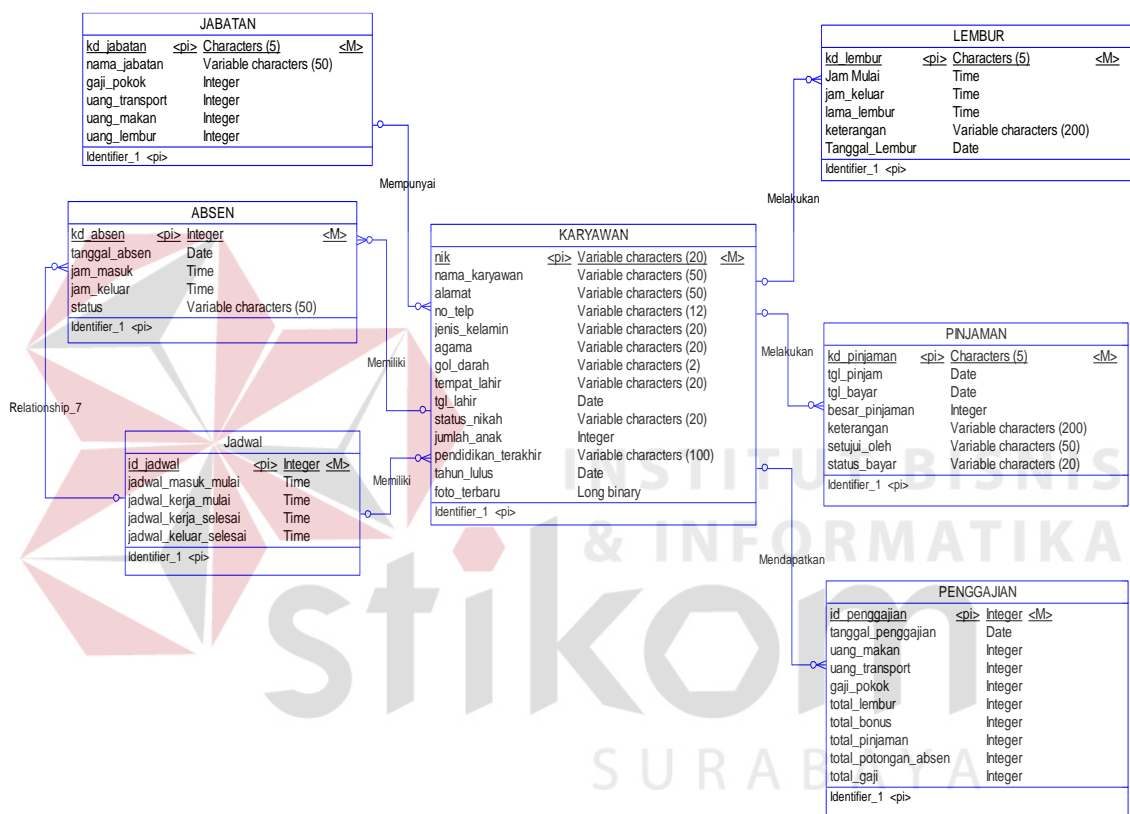 JABATAN
kd_jabatan <pi> Characters (5) <M>
nama_jabatan Variable characters (50)
gaji_pokok Integer
uang_transport Integer
uang_makan Integer
uang_lembur Integer
Identifier_1 <pi>
LEMBUR
kd_lembur <pi> Characters (5) <M>
Jam Mulai Time
jam_keluar Time
lama_lembur Time
keterangan Variable characters (200)
Tanggal_Lembur Date
Identifier_1 <pi>
Mempunyai
Melakukan
ABSEN
kd_absen <pi> Integer <M>
tanggal_absen Date
jam_masuk Time
jam_keluar Time
status Variable characters (50)
Identifier_1 <pi>
KARYAWAN
nik <pi> Variable characters (20) <M>
nama_karyawan Variable characters (50)
alamat Variable characters (50)
no_telp Variable characters (12)
jenis_kelamin Variable characters (20)
agama Variable characters (20)
gol_darah Variable characters (2)
tempat_lahir Variable characters (20)
tgl_lahir Date
status_nikah Variable characters (20)
jumlah_anak Integer
pendidikan_terakhir Variable characters (100)
tahun_lulus Date
foto_terbaru Long binary
Identifier_1 <pi>
Melakukan
PINJAMAN
kd_pinjaman <pi> Characters (5) <M>
tgl_pinjam Date
tgl_bayar Date
besar_pinjaman Integer
keterangan Variable characters (200)
setujui_oleh Variable characters (50)
status_bayar Variable characters (20)
Identifier_1 <pi>
Memiliki
Relationship_7
Jadwal
id_jadwal <pi> Integer <M>
jadwal_masuk_mulai Time
jadwal_kerja_mulai Time
jadwal_kerja_selesai Time
jadwal_keluar_selesai Time
Identifier_1 <pi>
Memiliki
Mendapatkan
PENGGAJIAN
id_penggajian <pi> Integer <M>
tanggal_penggajian Date
uang_makan Integer
uang_transport Integer
gaji_pokok Integer
total_lembur Integer
total_bonus Integer
total_pinjaman Integer
total_potongan_absen Integer
total_gaji Integer
Identifier_1 <pi>
INSTITUT BISNIS
& INFORMATIKA
stikom
SURABAYA